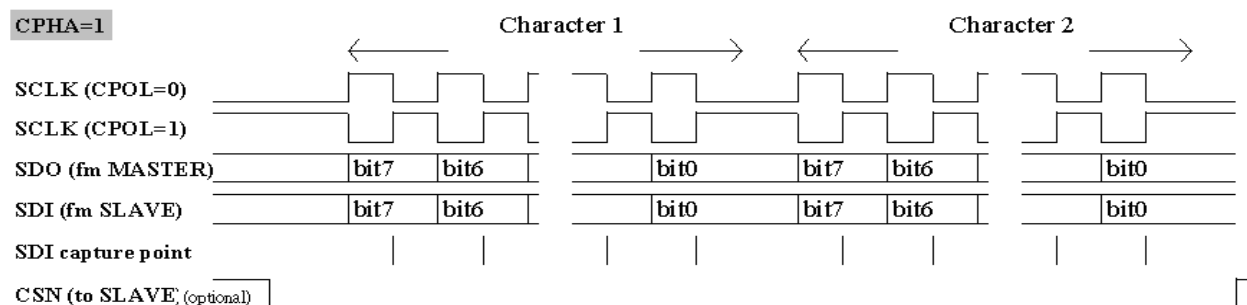 CPHA=1
Character 1
Character 2
SCLK (CPOL=0)
SCLK (CPOL=1)
SDO (fm MASTER)
bit7 bit6 bit0 bit7 bit6 bit0
SDI (fm SLAVE)
bit7 bit6 bit0 bit7 bit6 bit0
SDI capture point
CSN (to SLAVE) (optional)